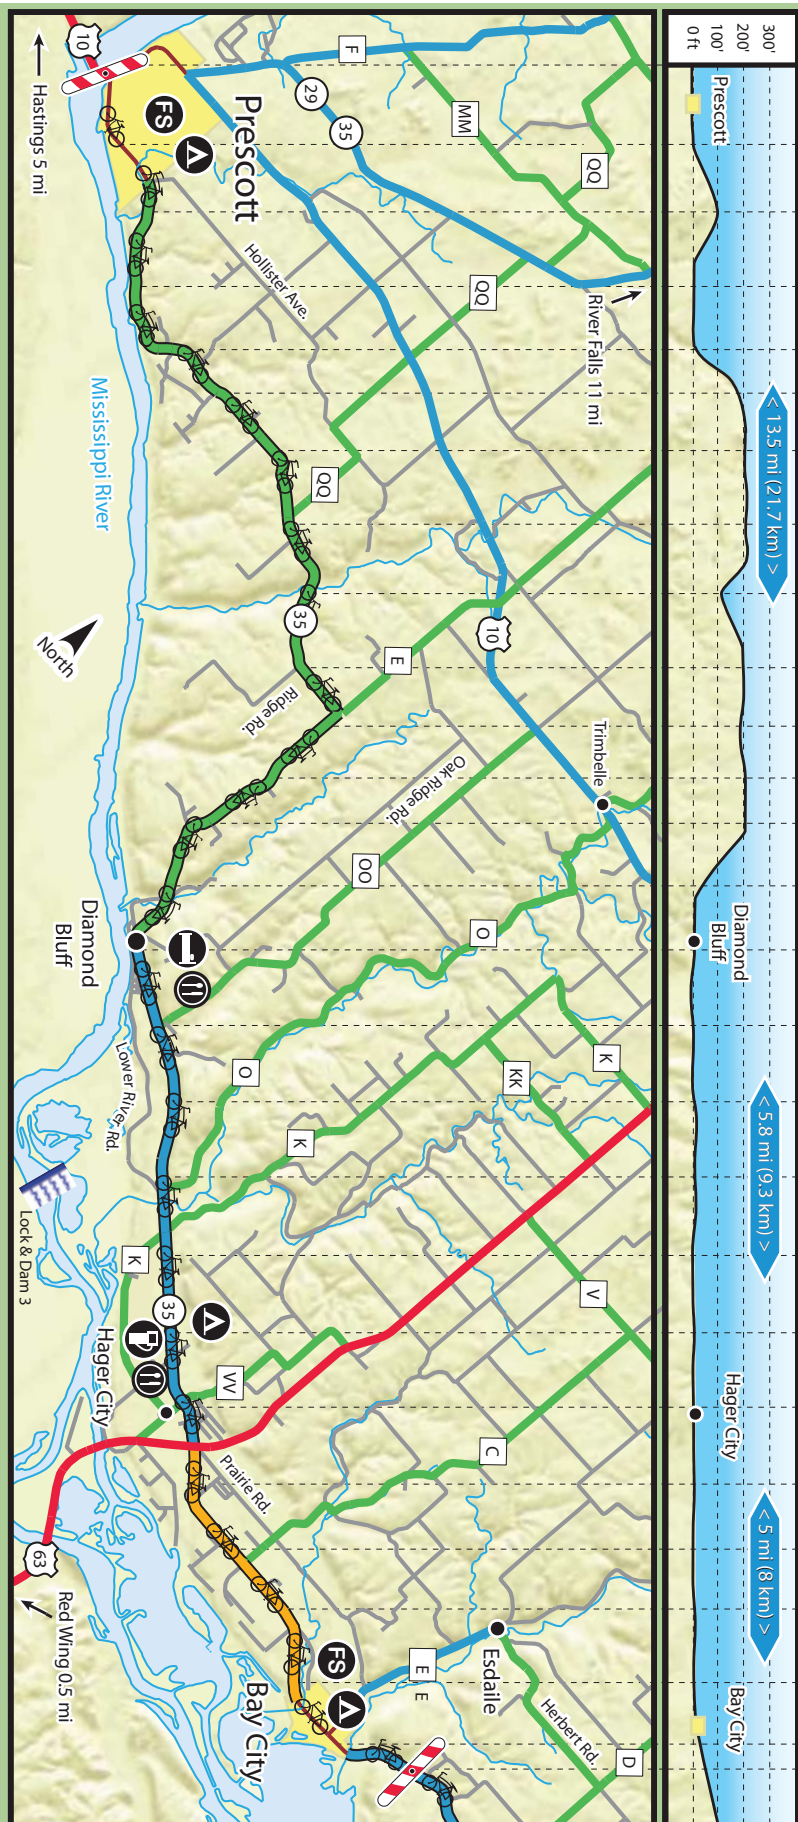 300'
200'
100'
0 ft
Prescott
< 13.5 mi (21.7 km) >
Diamond
Bluff
< 5.8 mi (9.3 km) >
Hager City
< 5 mi (8 km) >
Bay City
10
Hastings 5 mi
FS
Prescott
F
29
35
MM
QQ
QQ
River Falls 11 mi
Hollister Ave.
Mississippi River
QQ
35
North
Ridge Rd.
E
10
Trimbelle
Oak Ridge Rd.
OO
O
Diamond
Bluff
Lower River Rd.
O
K
KK
K
Lock & Dam 3
K
35
V
Hager City
VV
C
Prairie Rd.
63
Red Wing 0.5 mi
FS
Bay City
E E
Esdaile
Herbert Rd.
D